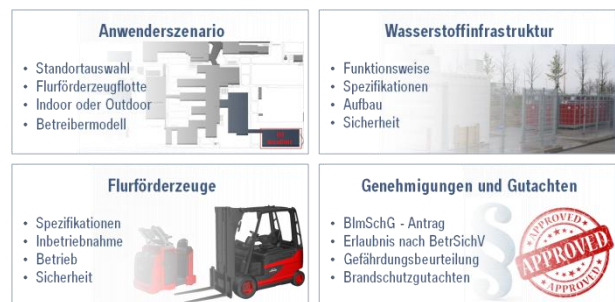 Anwenderszenario
• Standortauswahl
• Flurförderzeugflotte
• Indoor oder Outdoor
• Betreibermodell
Wasserstoffinfrastruktur
• Funktionsweise
• Spezifikationen
• Aufbau
• Sicherheit
Flurförderzeuge
• Spezifikationen
• Inbetriebnahme
• Betrieb
• Sicherheit
Genehmigungen und Gutachten
• BImSchG - Antrag
• Erlaubnis nach BetrSichV
• Gefährdungsbeurteilung
• Brandschutzgutachten
§
APPROVED
APPROVED
APPROVED